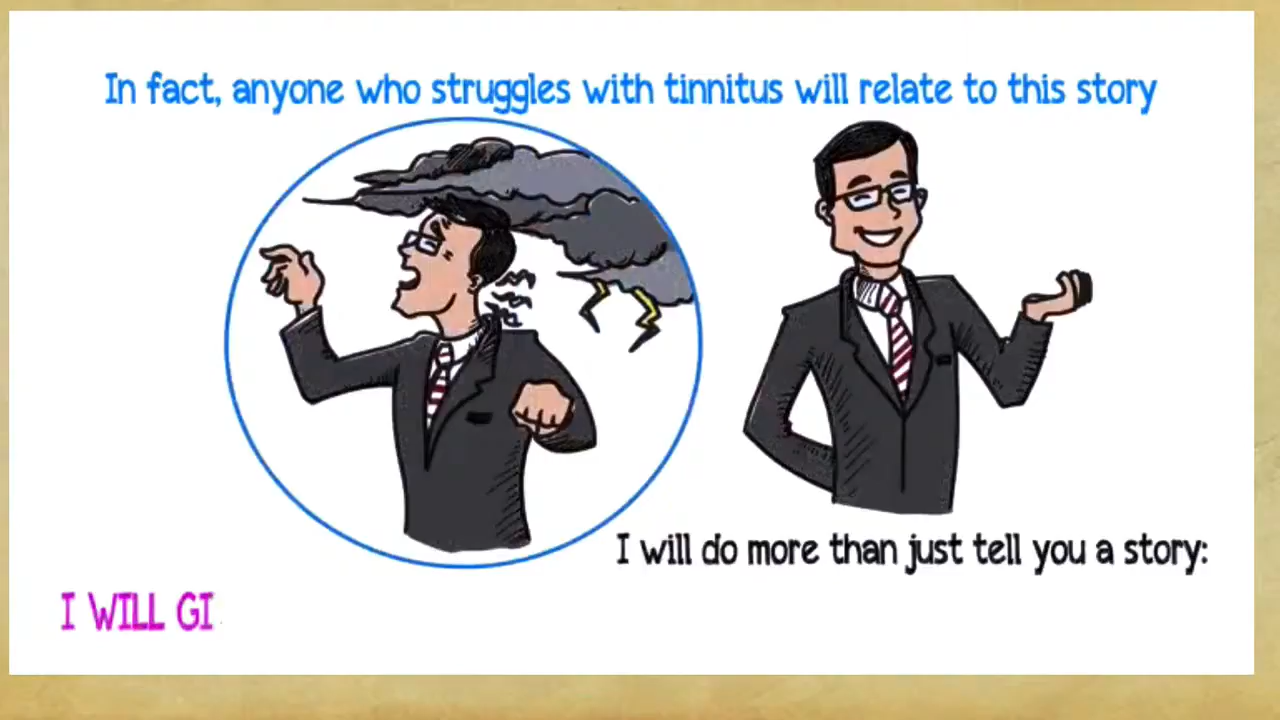 In fact, anyone who struggles with tinnitus will relate to this story
I will do more than just tell you a story:
I WILL GI